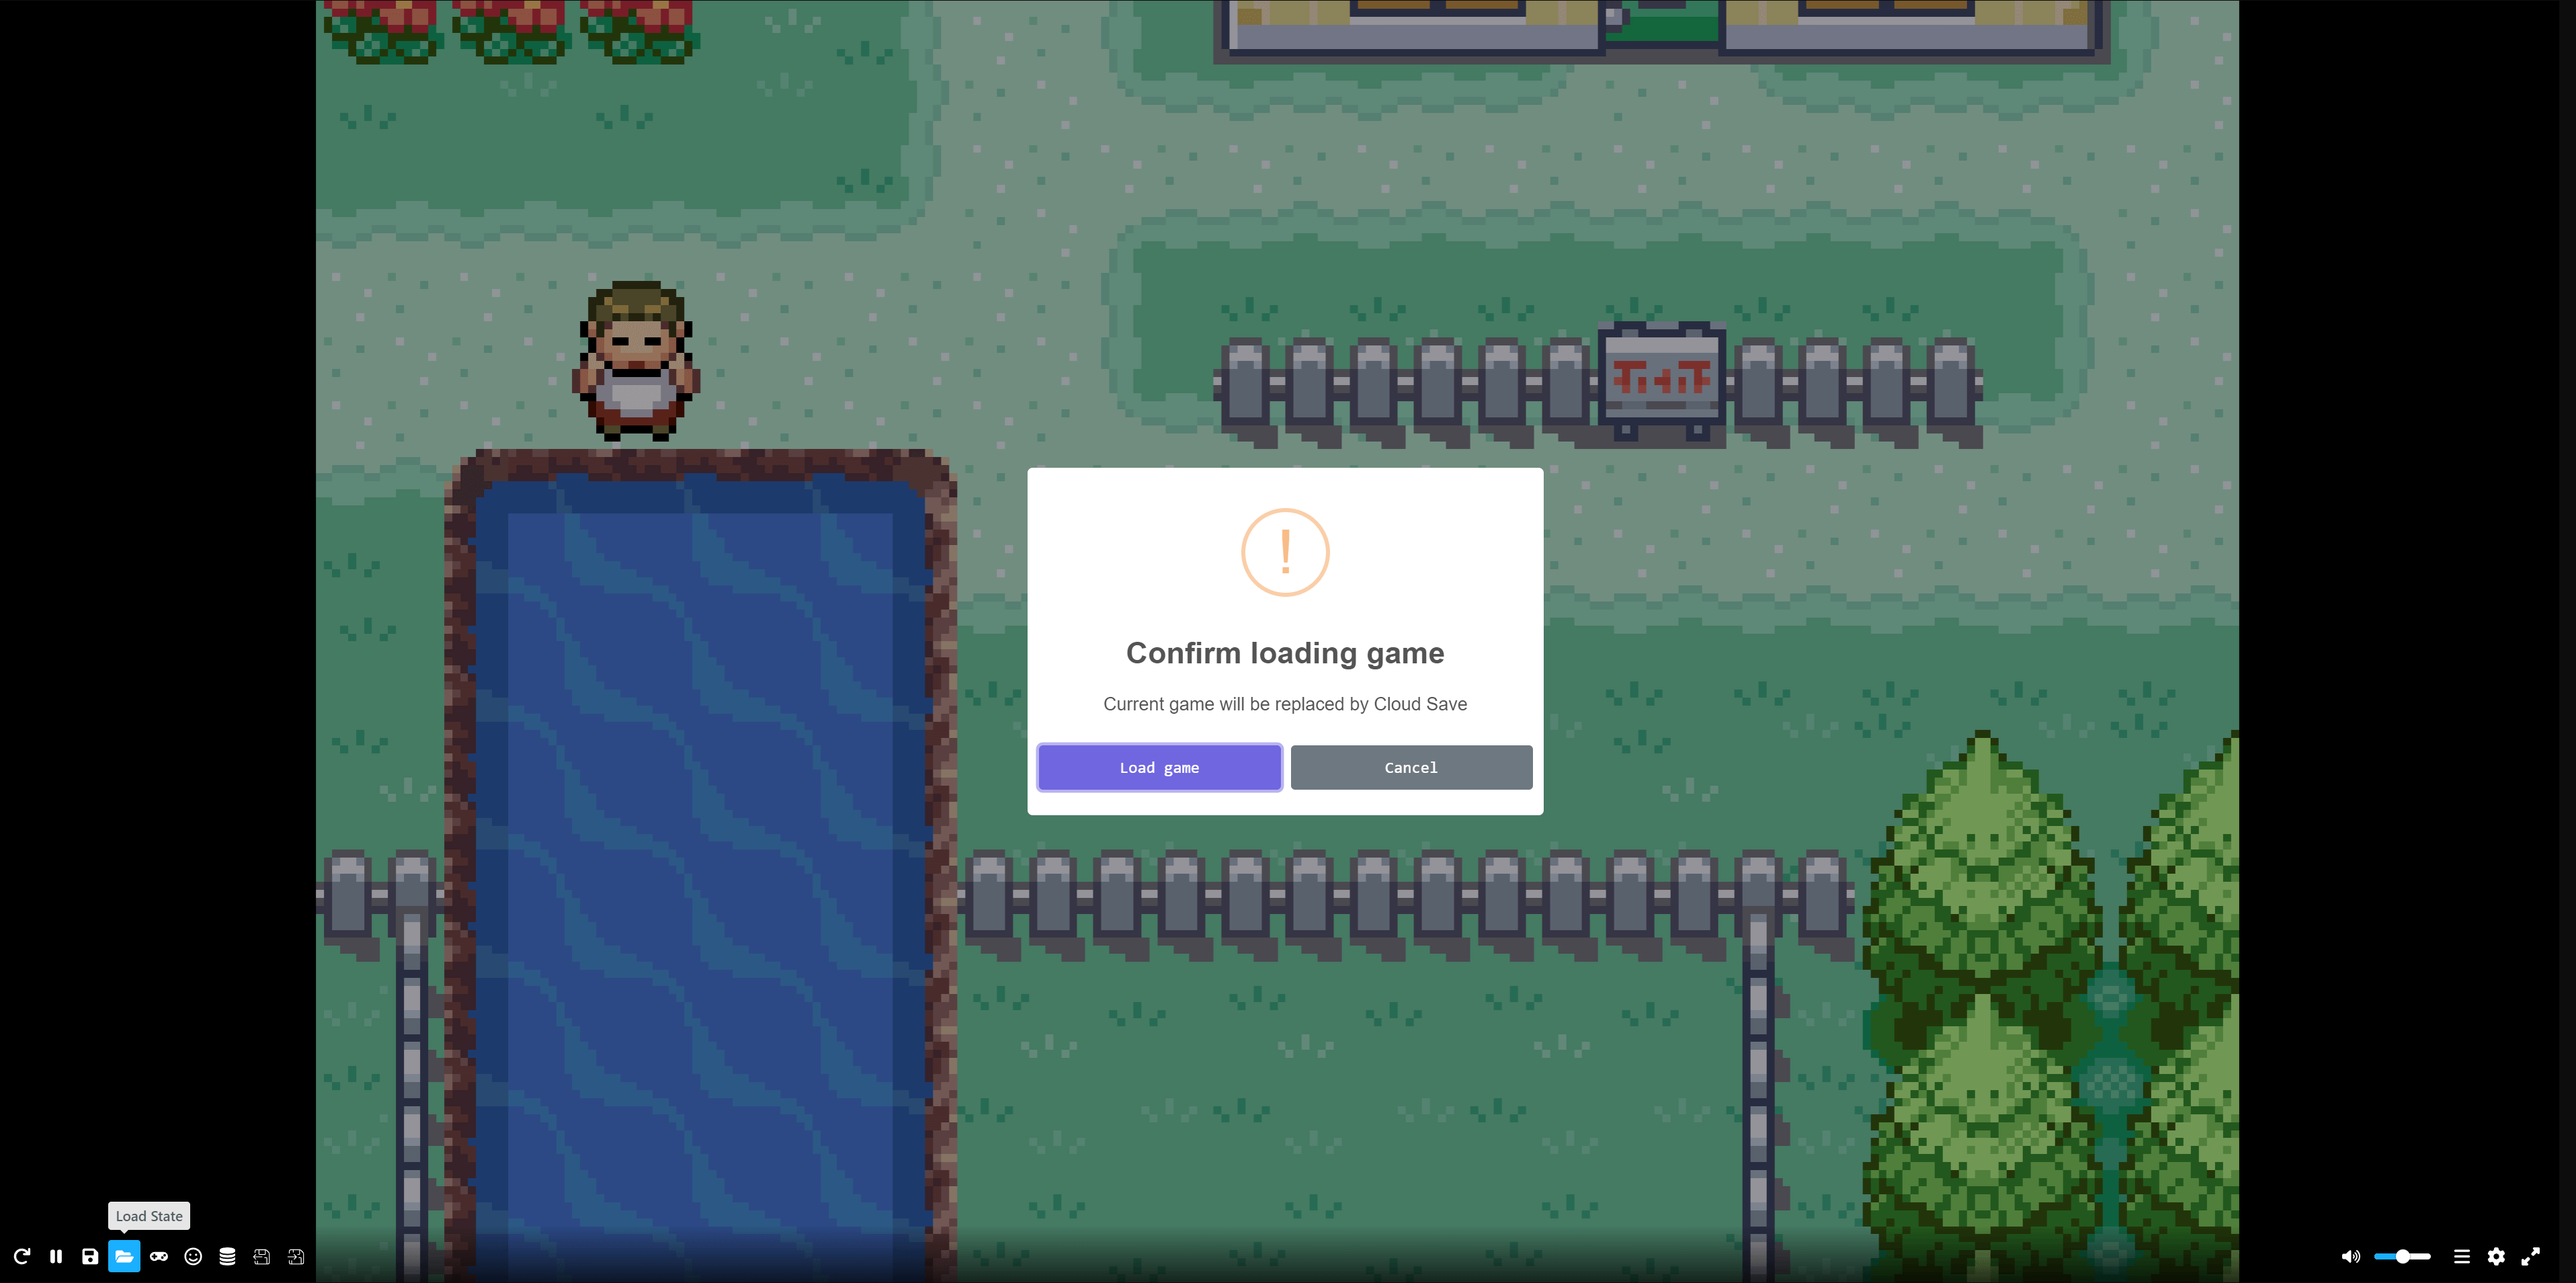 Confirm loading game
Current game will be replaced by Cloud Save
Load game
Cancel
Load State